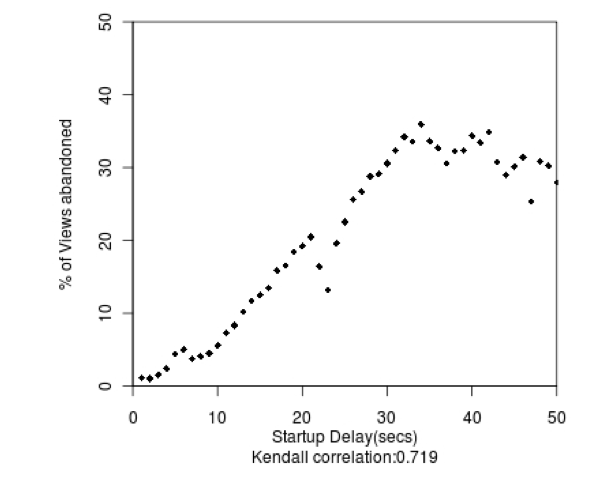 50
40
30
20
10
0
% of Views abandoned
0 10 20 30 40 50
Startup Delay(secs)
Kendall correlation:0.719